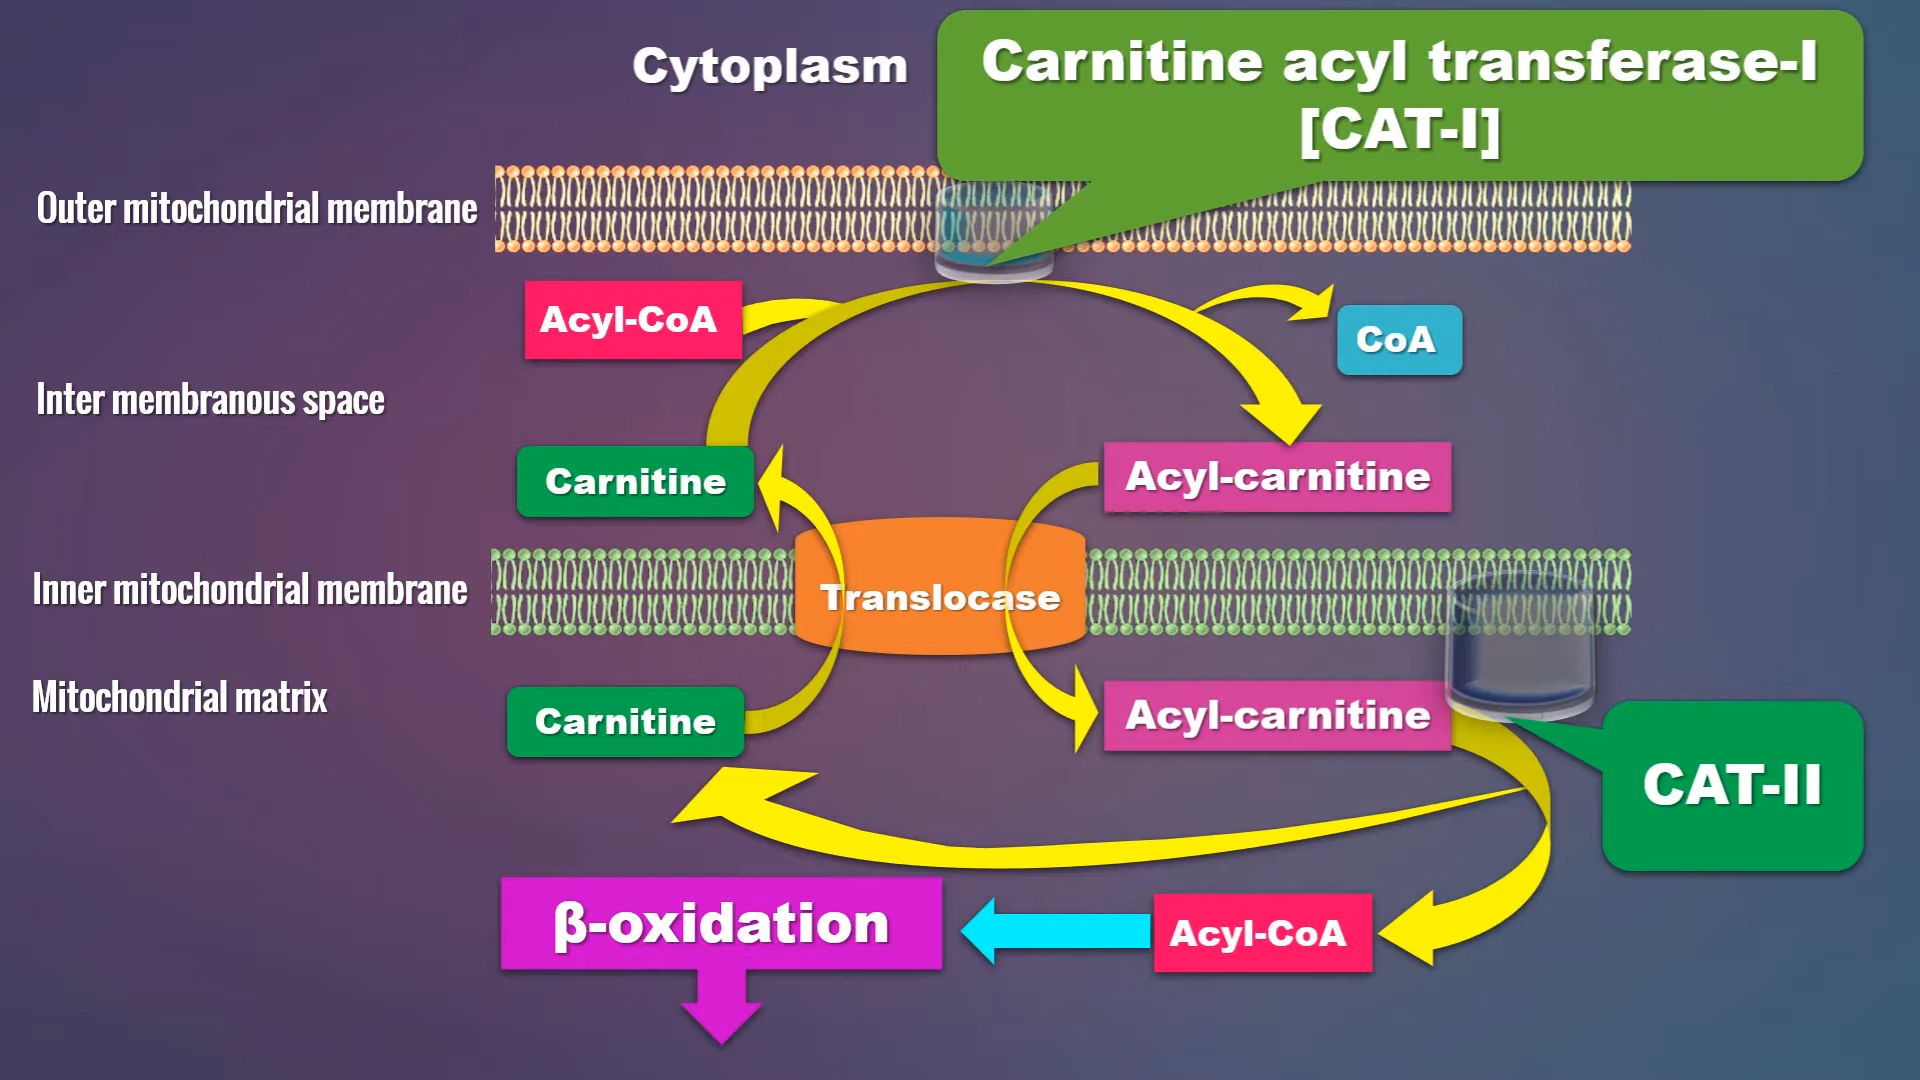 Cytoplasm
Carnitine acyl transferase-I
[CAT-I]
Outer mitochondrial membrane
Acyl-CoA
CoA
Inter membranous space
Carnitine
Acyl-carnitine
Inner mitochondrial membrane
Translocase
Mitochondrial matrix
Carnitine
Acyl-carnitine
CAT-II
β-oxidation
Acyl-CoA